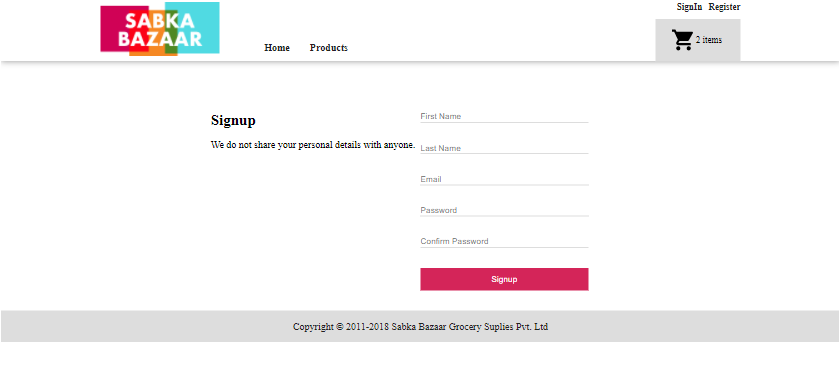 SABKA
BAZAAR
Home Products
SignIn Register
2 items
Signup
We do not share your personal details with anyone.
First Name
Last Name
Email
Password
Confirm Password
Signup
Copyright © 2011-2018 Sabka Bazaar Grocery Suplies Pvt. Ltd